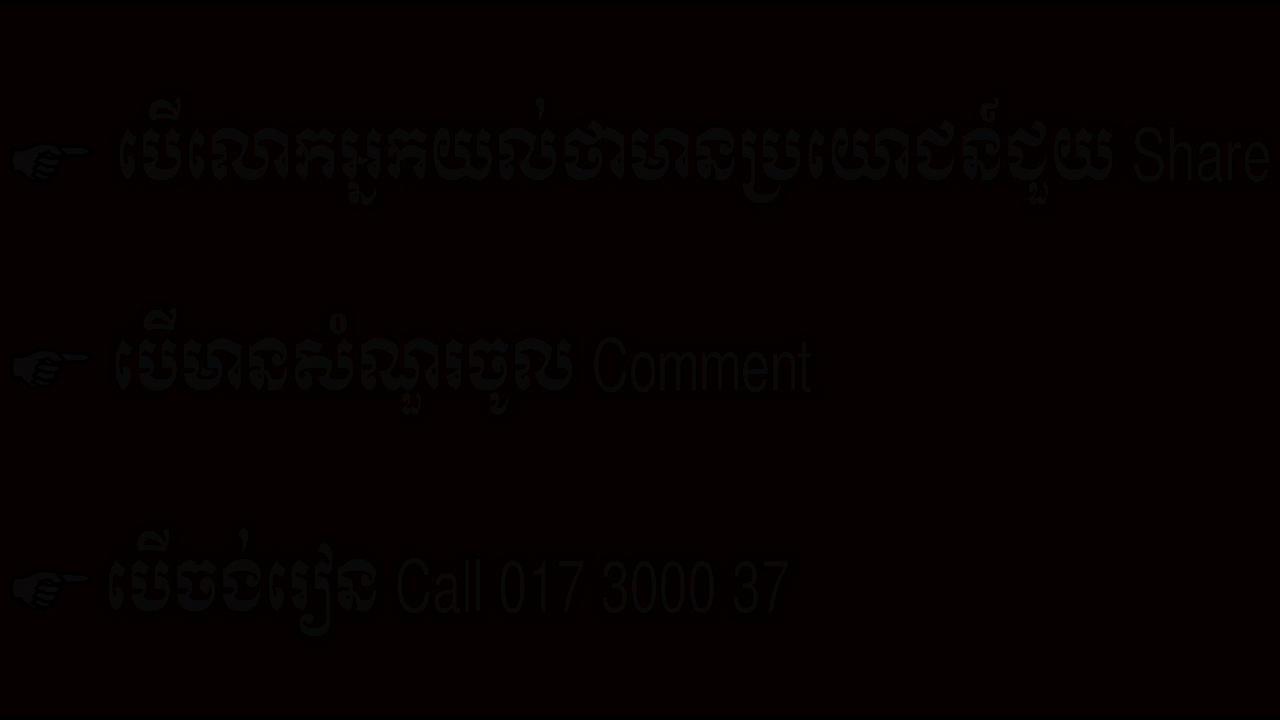 ☞ បើលោកអ្នកយល់ថាមានប្រយោជន៍ជួយ Share
☞ បើមានសំណួរចូល Comment
☞ បើចង់រៀន Call 017 3000 37